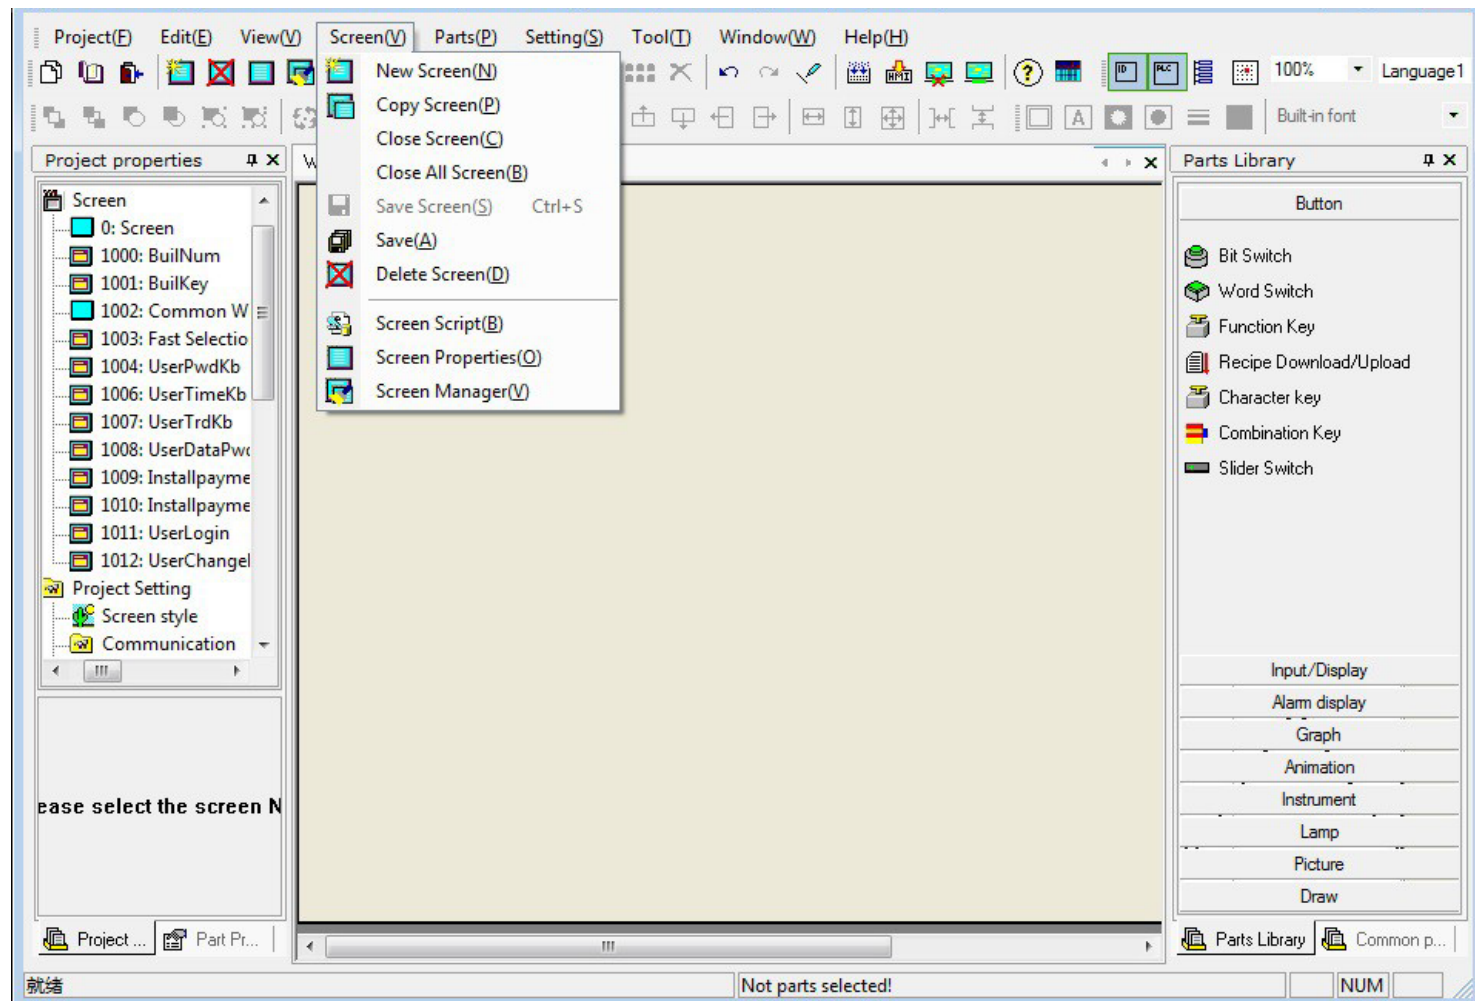 Project(F) Edit(E) View(V) Screen(V) Parts(P) Setting(S) Tool(T) Window(W) Help(H)
100% Language1
Built-in font
New Screen(N)
Copy Screen(P)
Close Screen(C)
Close All Screen(B)
Save Screen(S) Ctrl+S
Save(A)
Delete Screen(D)
Screen Script(B)
Screen Properties(O)
Screen Manager(V)
Project properties
Screen
0: Screen
1000: BuilNum
1001: BuilKey
1002: Common W
1003: Fast Selectio
1004: UserPwdKb
1006: UserTimeKb
1007: UserTrdKb
1008: UserDataPwd
1009: Installpayme
1010: Installpayme
1011: UserLogin
1012: UserChangel
Project Setting
Screen style
Communication
ease select the screen N
Project ... Part Pr...
Parts Library
Button
Bit Switch
Word Switch
Function Key
Recipe Download/Upload
Character key
Combination Key
Slider Switch
Input/Display
Alarm display
Graph
Animation
Instrument
Lamp
Picture
Draw
Parts Library Common p...
就绪 Not parts selected! NUM